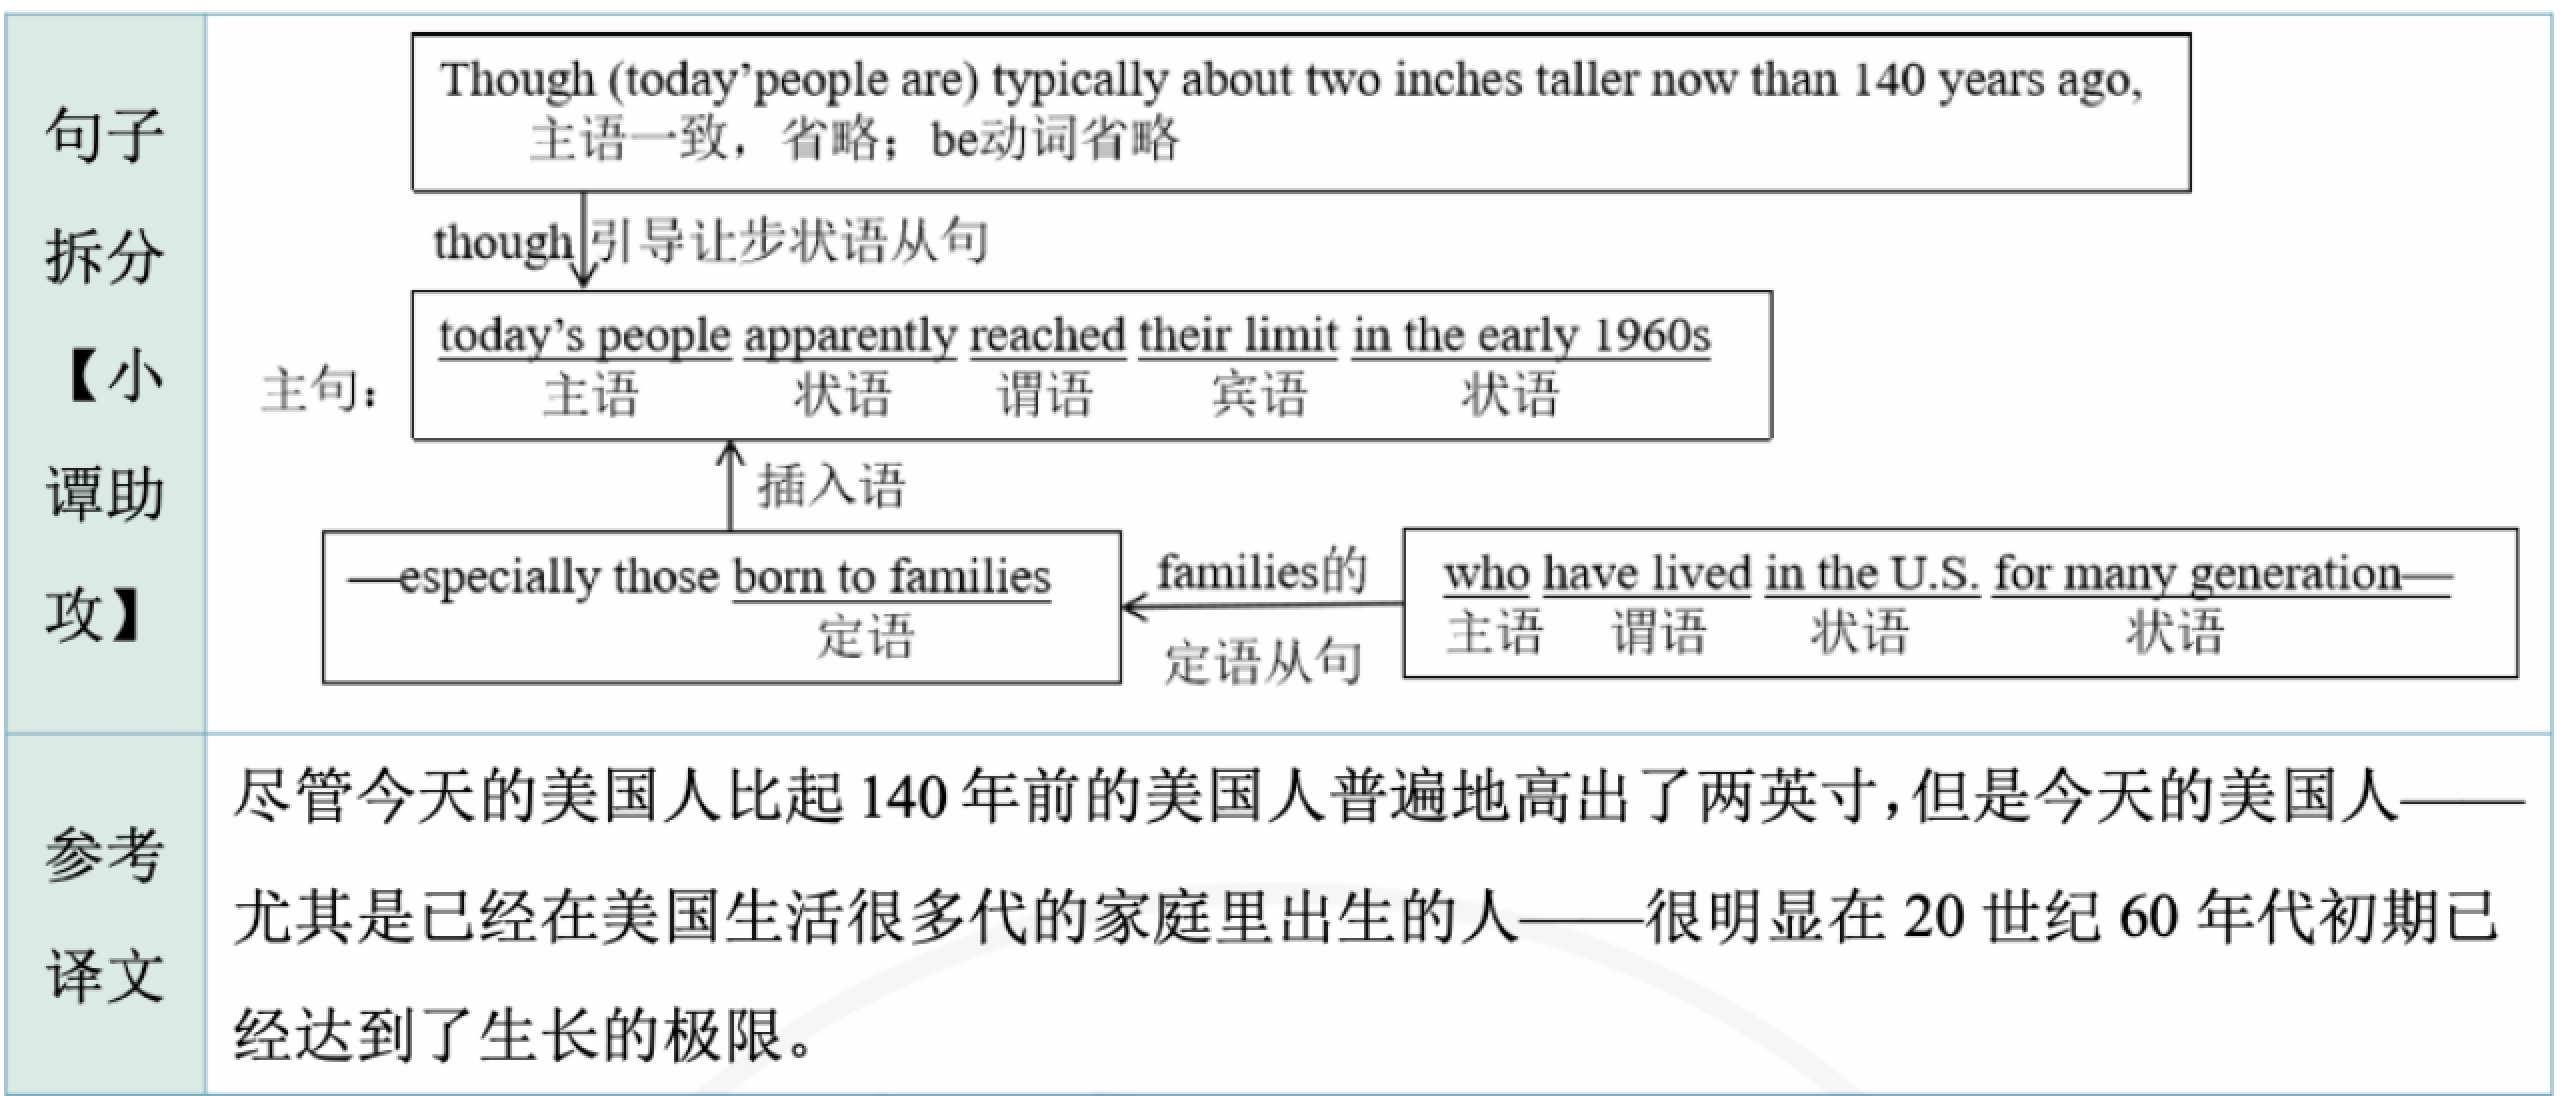 句子
拆分
【小
谭助
攻】
Though (today’people are) typically about two inches taller now than 140 years ago,
主语一致，省略；be动词省略
though 引导让步状语从句
主句：
today’s people apparently reached their limit in the early 1960s
主语 状语 谓语 宾语 状语
插入语
—especially those born to families
定语
families的
定语从句
who have lived in the U.S. for many generation—
主语 谓语 状语 状语
参考
译文
尽管今天的美国人比起 140 年前的美国人普遍地高出了两英寸，但是今天的美国人——
尤其是已经在美国生活很多代的家庭里出生的人——很明显在 20 世纪 60 年代初期已
经达到了生长的极限。